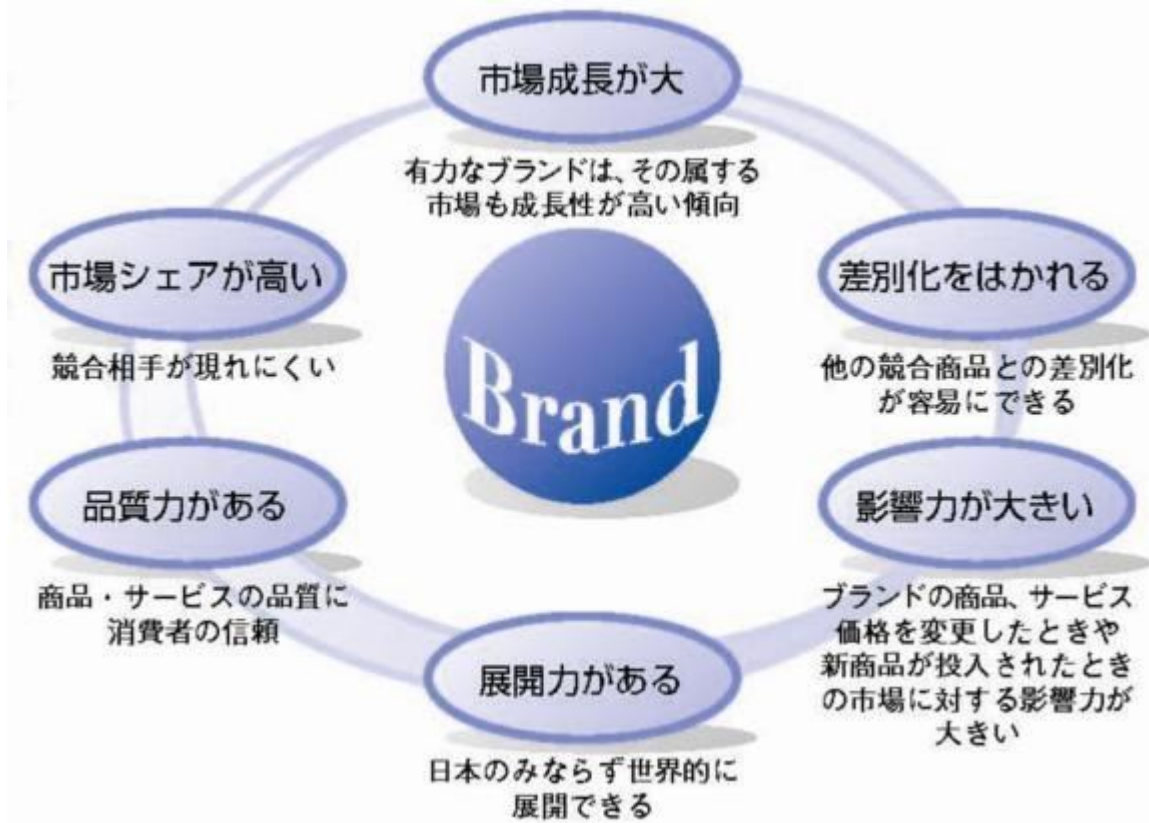 市場成長が大
有力なブランドは、その属する
市場も成長性が高い傾向
差別化をはかれる
他の競合商品との差別化
が容易にできる
影響力が大きい
ブランドの商品、サービス
価格を変更したときや
新商品が投入されたとき
の市場に対する影響力が
大きい
展開力がある
日本のみならず世界的に
展開できる
品質力がある
商品・サービスの品質に
消費者の信頼
市場シェアが高い
競合相手が現れにくい
Brand